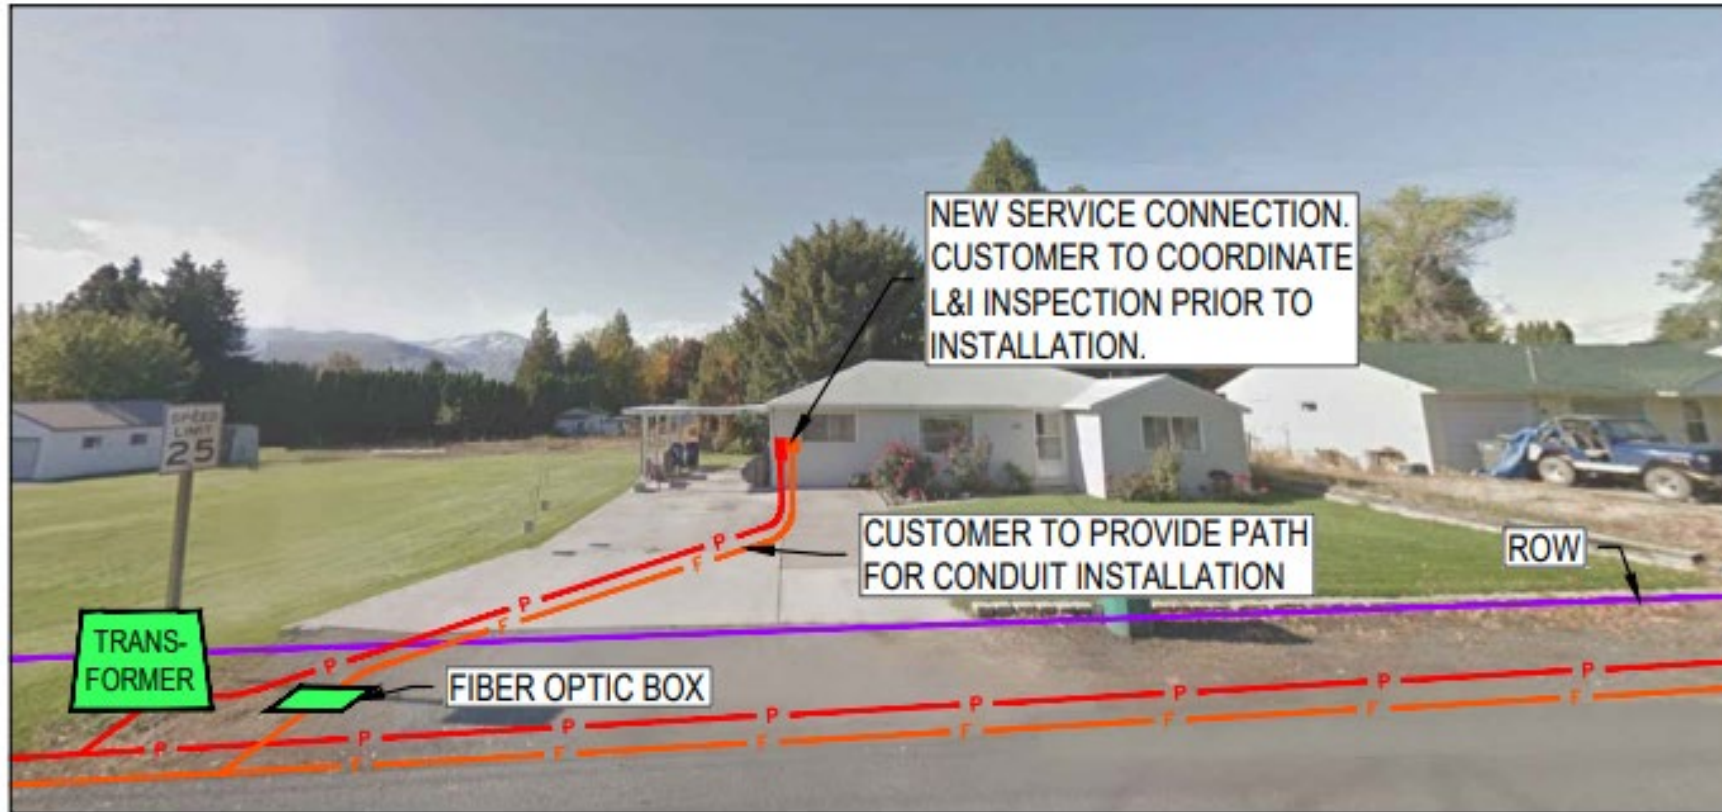 NEW SERVICE CONNECTION.
CUSTOMER TO COORDINATE
L&I INSPECTION PRIOR TO
INSTALLATION.
SPEED
LIMIT
25
CUSTOMER TO PROVIDE PATH
FOR CONDUIT INSTALLATION
ROW
TRANS-
FORMER
FIBER OPTIC BOX
P
F
P
F
P
P
P
P
P
P
P
P
F
F
F
F
F
F